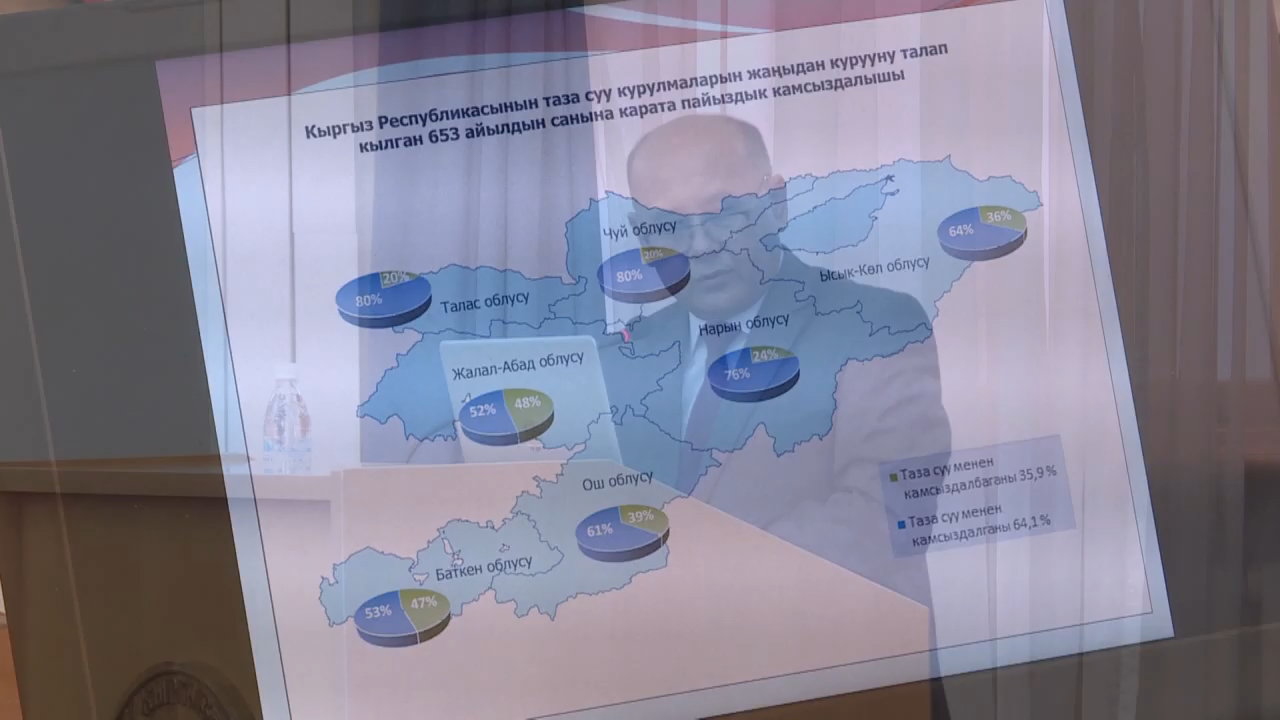 Кыргыз Республикасынын таза суу курулмаларын жаңыдан курууну талап
кылган 653 айылдын санына карата пайыздык камсыздалышы
Чуй облусу
20%
80%
36%
64%
Ысык-Көл облусу
20%
80%
Талас облусу
Нарын облусу
24%
76%
Жалал-Абад облусу
52%
48%
Ош облусу
61%
39%
Баткен облусу
53%
47%
Таза суу менен
камсыздалбаганы 35,9 %
Таза суу менен
камсыздалганы 64,1 %